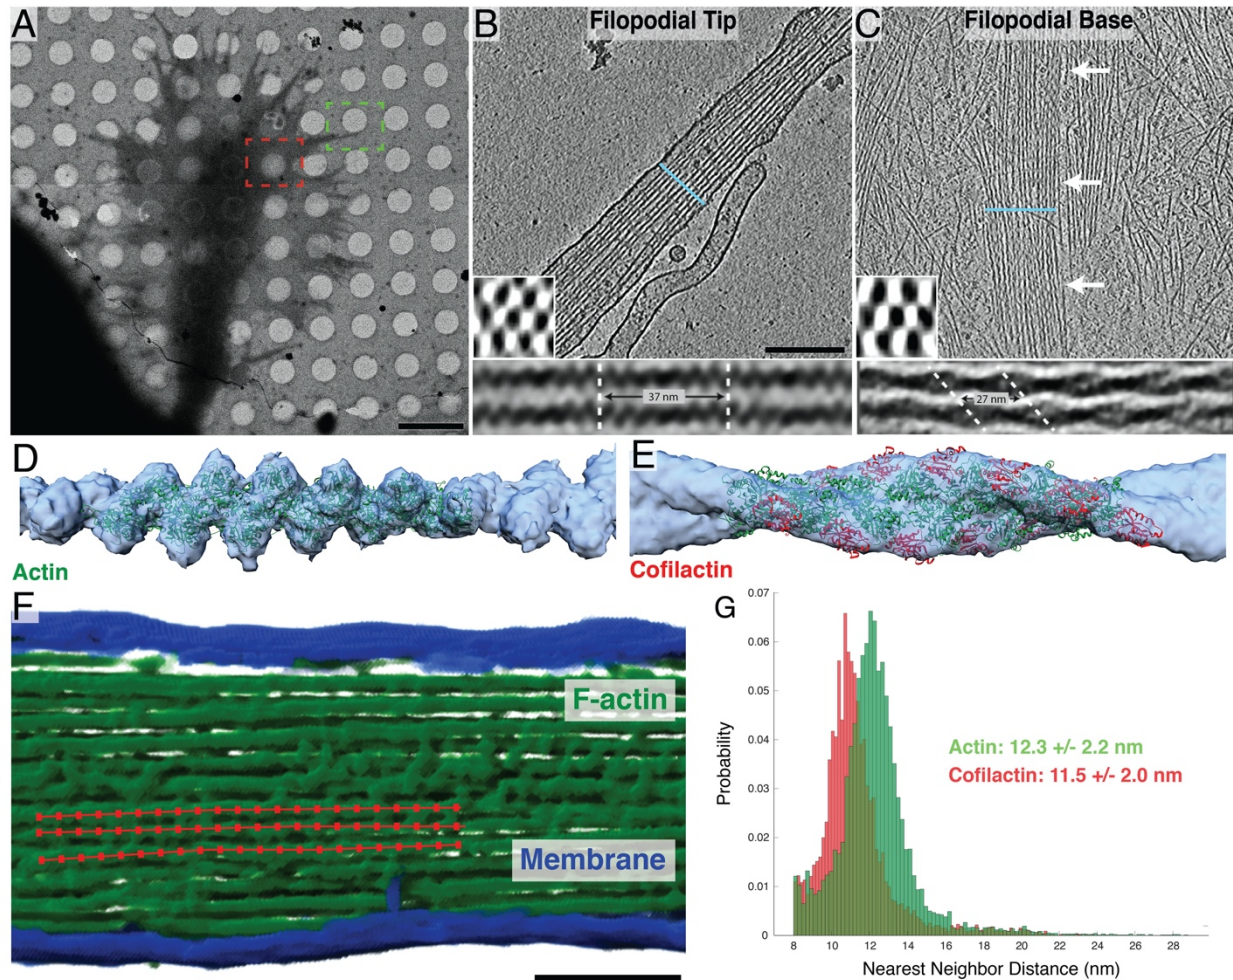 A
B
Filopodial Tip
C
Filopodial Base
37 nm
27 nm
D
Actin
E
Cofilactin
F
F-actin
Membrane
G
0.07
0.06
0.05
0.04
0.03
0.02
0.01
0
Probability
Actin: 12.3 +/- 2.2 nm
Cofilactin: 11.5 +/- 2.0 nm
8 10 12 14 16 18 20 22 24 26 28
Nearest Neighbor Distance (nm)